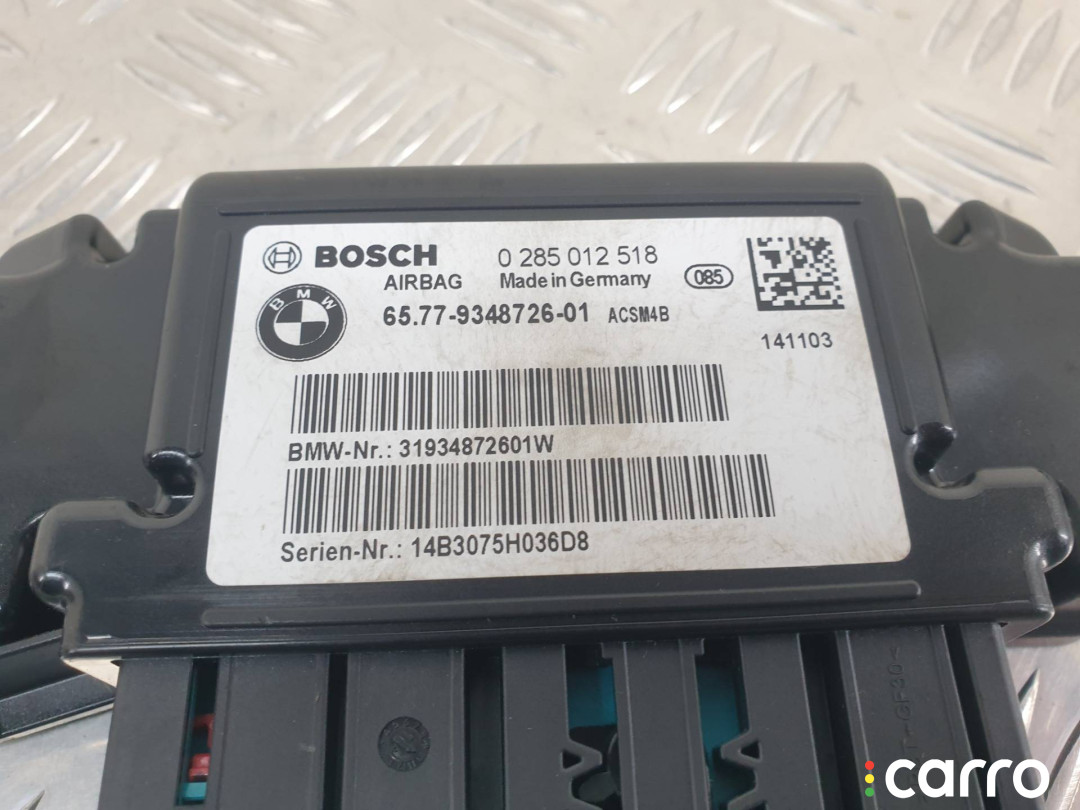 BOSCH 0 285 012 518
AIRBAG Made in Germany 085
BMW
65.77-9348726-01 ACSM4B
141103
BMW-Nr.: 31934872601W
Serien-Nr.: 14B3075H036D8
carro